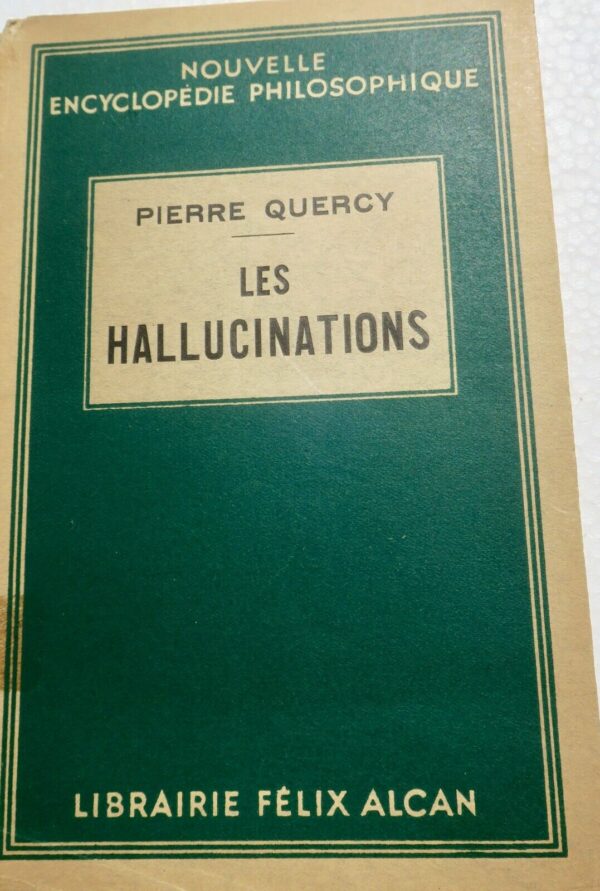 NOUVELLE
ENCYCLOPÉDIE PHILOSOPHIQUE
PIERRE QUERCY
LES
HALLUCINATIONS
LIBRAIRIE FÉLIX ALCAN